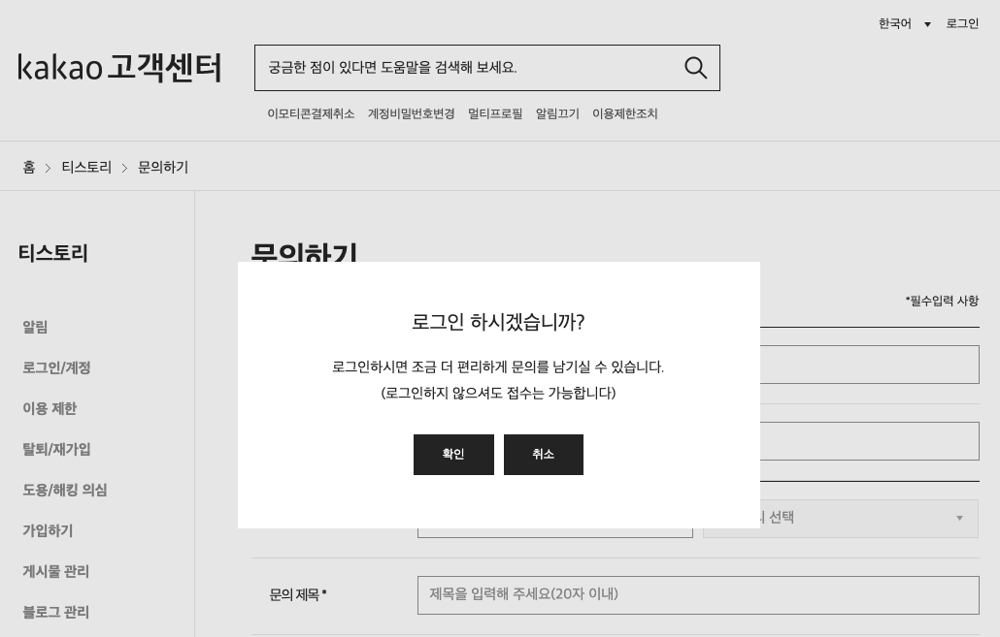 한국어 로그인
kakao 고객센터
궁금한 점이 있다면 도움말을 검색해 보세요.
이모티콘결제취소 계정비밀번호변경 멀티프로필 알림끄기 이용제한조치
홈 > 티스토리 > 문의하기
티스토리
알림
로그인/계정
이용 제한
탈퇴/재가입
도용/해킹 의심
가입하기
게시물 관리
블로그 관리
문의하기
*필수입력 사항
로그인 하시겠습니까?
로그인하시면 조금 더 편리하게 문의를 남기실 수 있습니다.
(로그인하지 않으셔도 접수는 가능합니다)
확인 취소
선택
문의 제목 * 제목을 입력해 주세요(20자 이내)